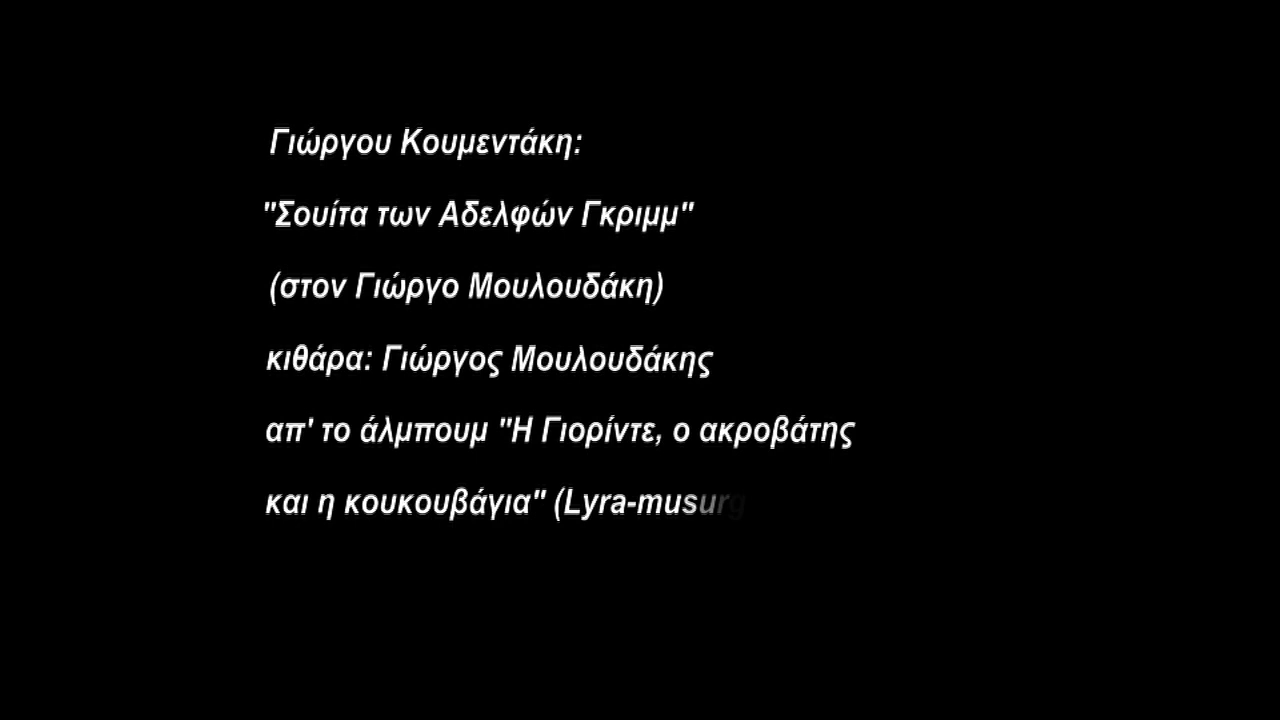 Γιώργου Κουμεντάκη:
"Σουίτα των Αδελφών Γκριμμ"
(στον Γιώργο Μουλουδάκη)
κιθάρα: Γιώργος Μουλουδάκης
απ' το άλμπουμ "Η Γιορίντε, ο ακροβάτης
και η κουκουβάγια" (Lyra-musurg